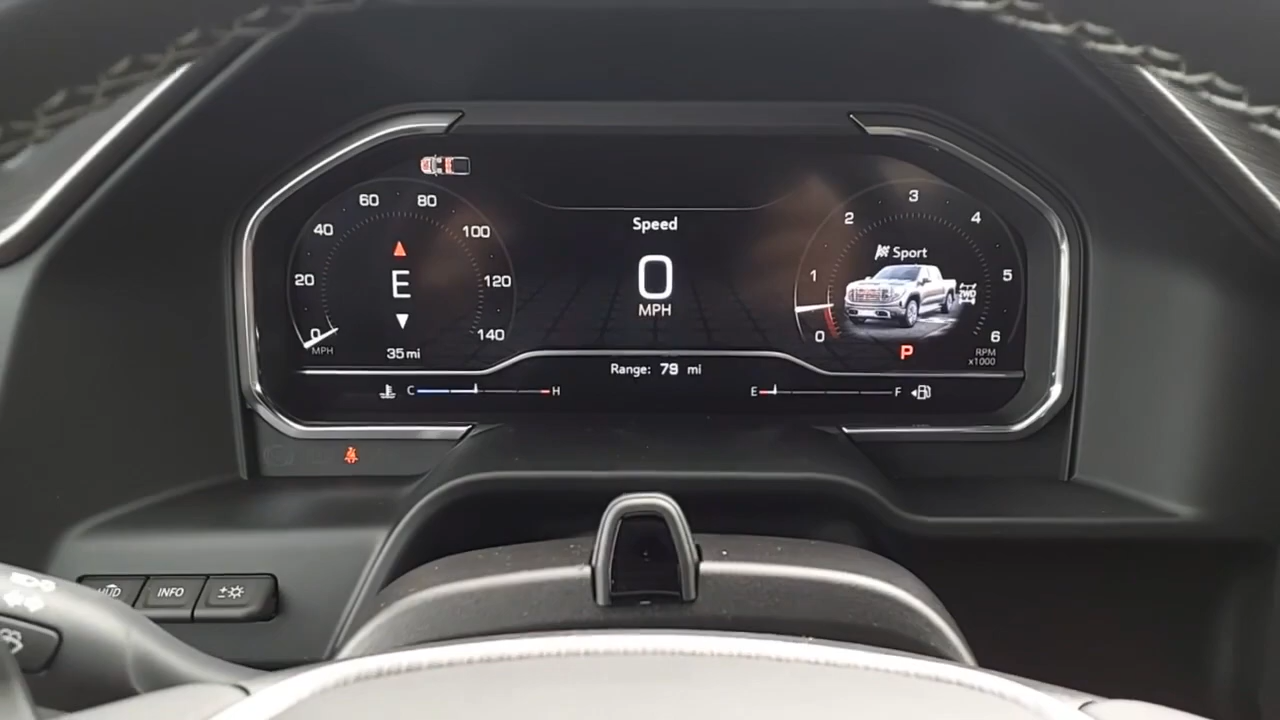 60 80
40 100
20 120
0 140
MPH
E
35 mi
Speed
0
MPH
Range: 79 mi
3
2 4
1 5
0 6
Sport
P
RPM
x1000
C H
E F
HUD INFO